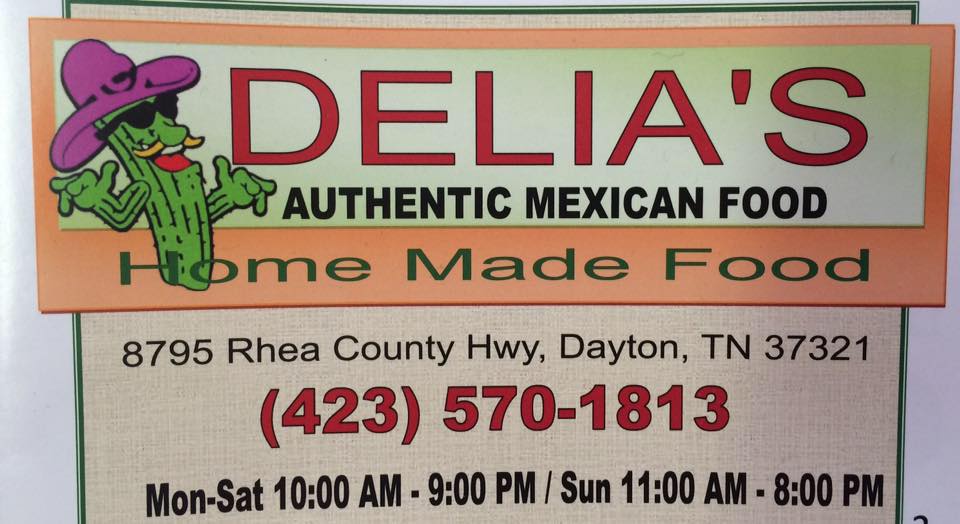 DELIA'S
AUTHENTIC MEXICAN FOOD
Home Made Food
8795 Rhea County Hwy, Dayton, TN 37321
(423) 570-1813
Mon-Sat 10:00 AM - 9:00 PM / Sun 11:00 AM - 8:00 PM